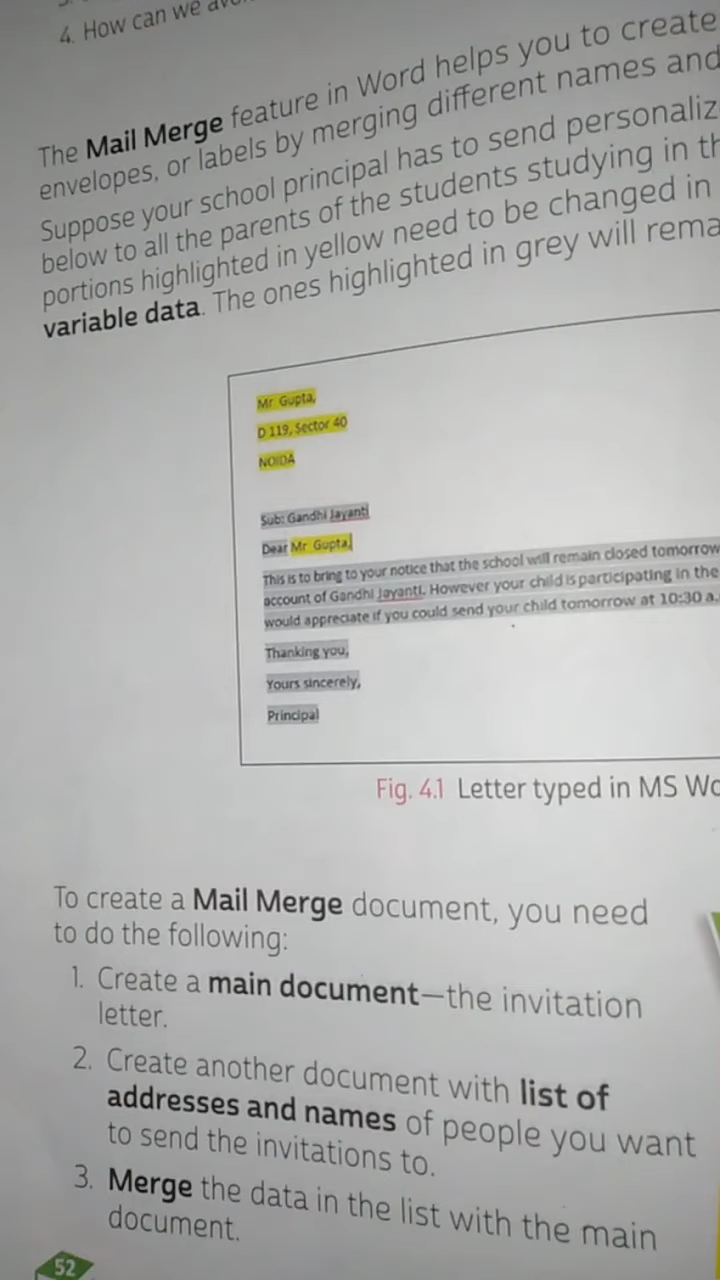 4. How can we
The Mail Merge feature in Word helps you to create
envelopes, or labels by merging different names and
Suppose your school principal has to send personaliz
below to all the parents of the students studying in th
portions highlighted in yellow need to be changed in
variable data. The ones highlighted in grey will rema
Mr. Gupta,
D 119, Sector 40
NOIDA
Sub: Gandhi Jayanti
Dear Mr. Gupta,
This is to bring to your notice that the school will remain closed tomorrow
account of Gandhi Jayanti. However your child is participating in the
would appreciate if you could send your child tomorrow at 10:30 a.
Thanking you,
Yours sincerely,
Principal
Fig. 4.1 Letter typed in MS Wo
To create a Mail Merge document, you need
to do the following:
1. Create a main document—the invitation
letter.
2. Create another document with list of
addresses and names of people you want
to send the invitations to.
3. Merge the data in the list with the main
document.
52